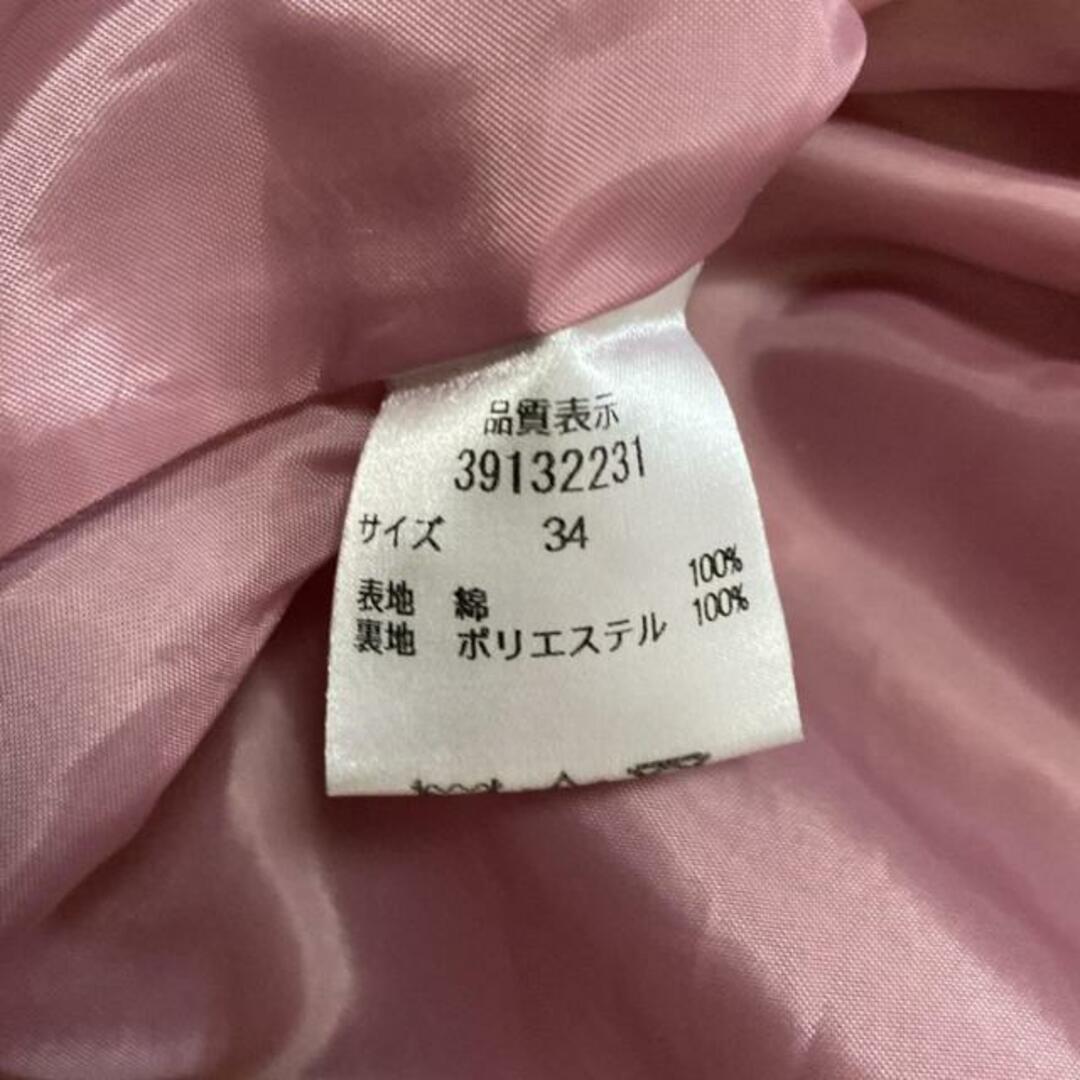 品質表示
39132231
サイズ 34
表地 綿 100%
裏地 ポリエステル 100%